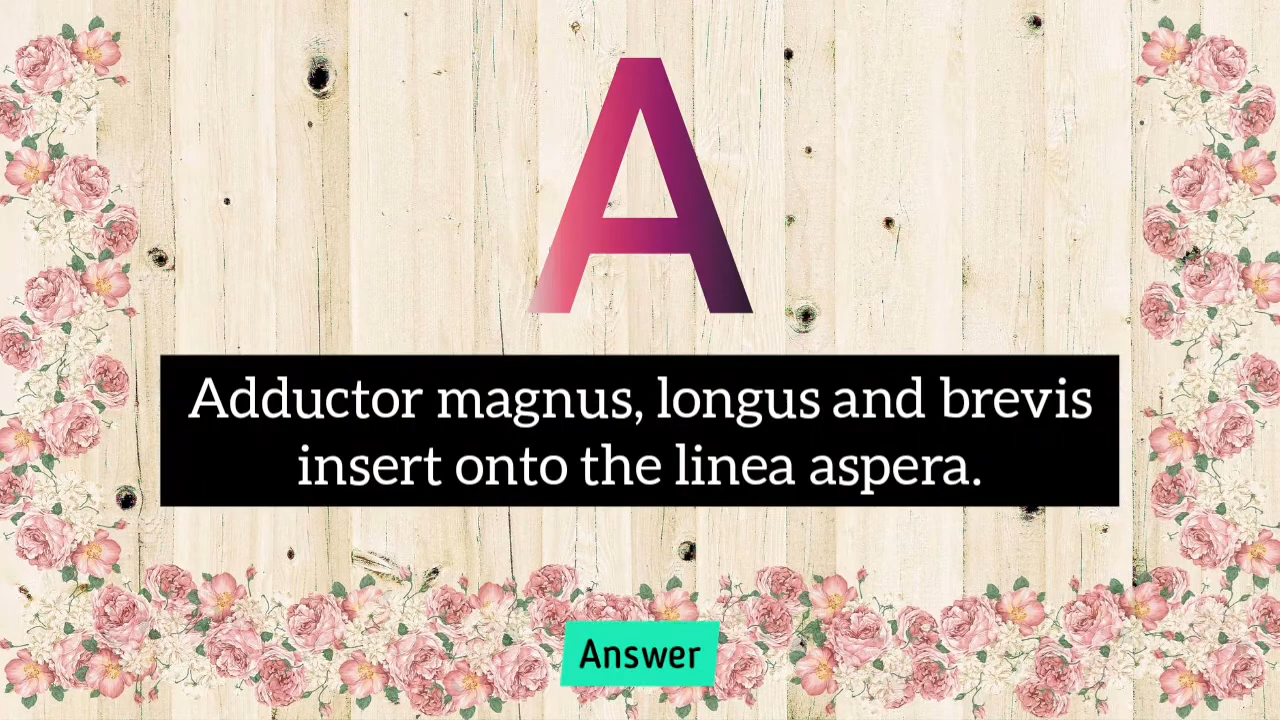 A
Adductor magnus, longus and brevis
insert onto the linea aspera.
Answer